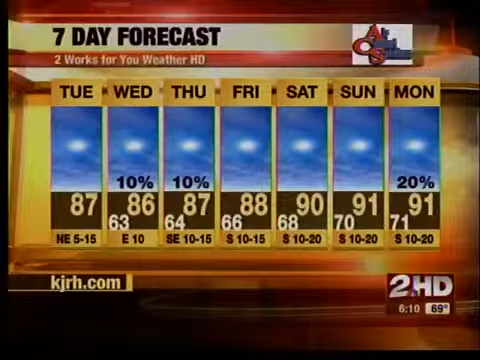 7 DAY FORECAST
2 Works for You Weather HD
TUE WED THU FRI SAT SUN MON
10% 10% 20%
87 86 87 88 90 91 91
63 64 66 68 70 71
NE 5-15 E 10 SE 10-15 S 10-15 S 10-20 S 10-20 S 10-20
kjrh.com
2HD
6:10 69°